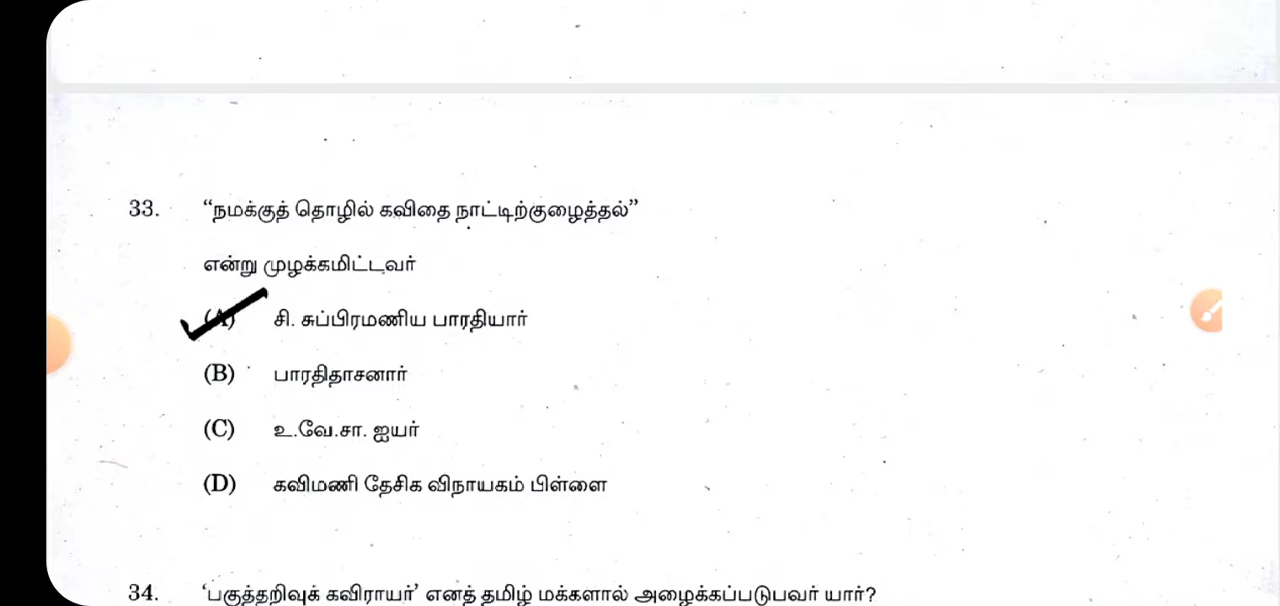 33. “நமக்குத் தொழில் கவிதை நாட்டிற்குழைத்தல்”
என்று முழக்கமிட்டவர்
(A) சி. சுப்பிரமணிய பாரதியார்
(B) பாரதிதாசனார்
(C) உ.வே.சா. ஐயர்
(D) கவிமணி தேசிக விநாயகம் பிள்ளை
34. ‘பகுத்தறிவுக் கவிராயர்’ எனத் தமிழ் மக்களால் அழைக்கப்படுபவர் யார்?